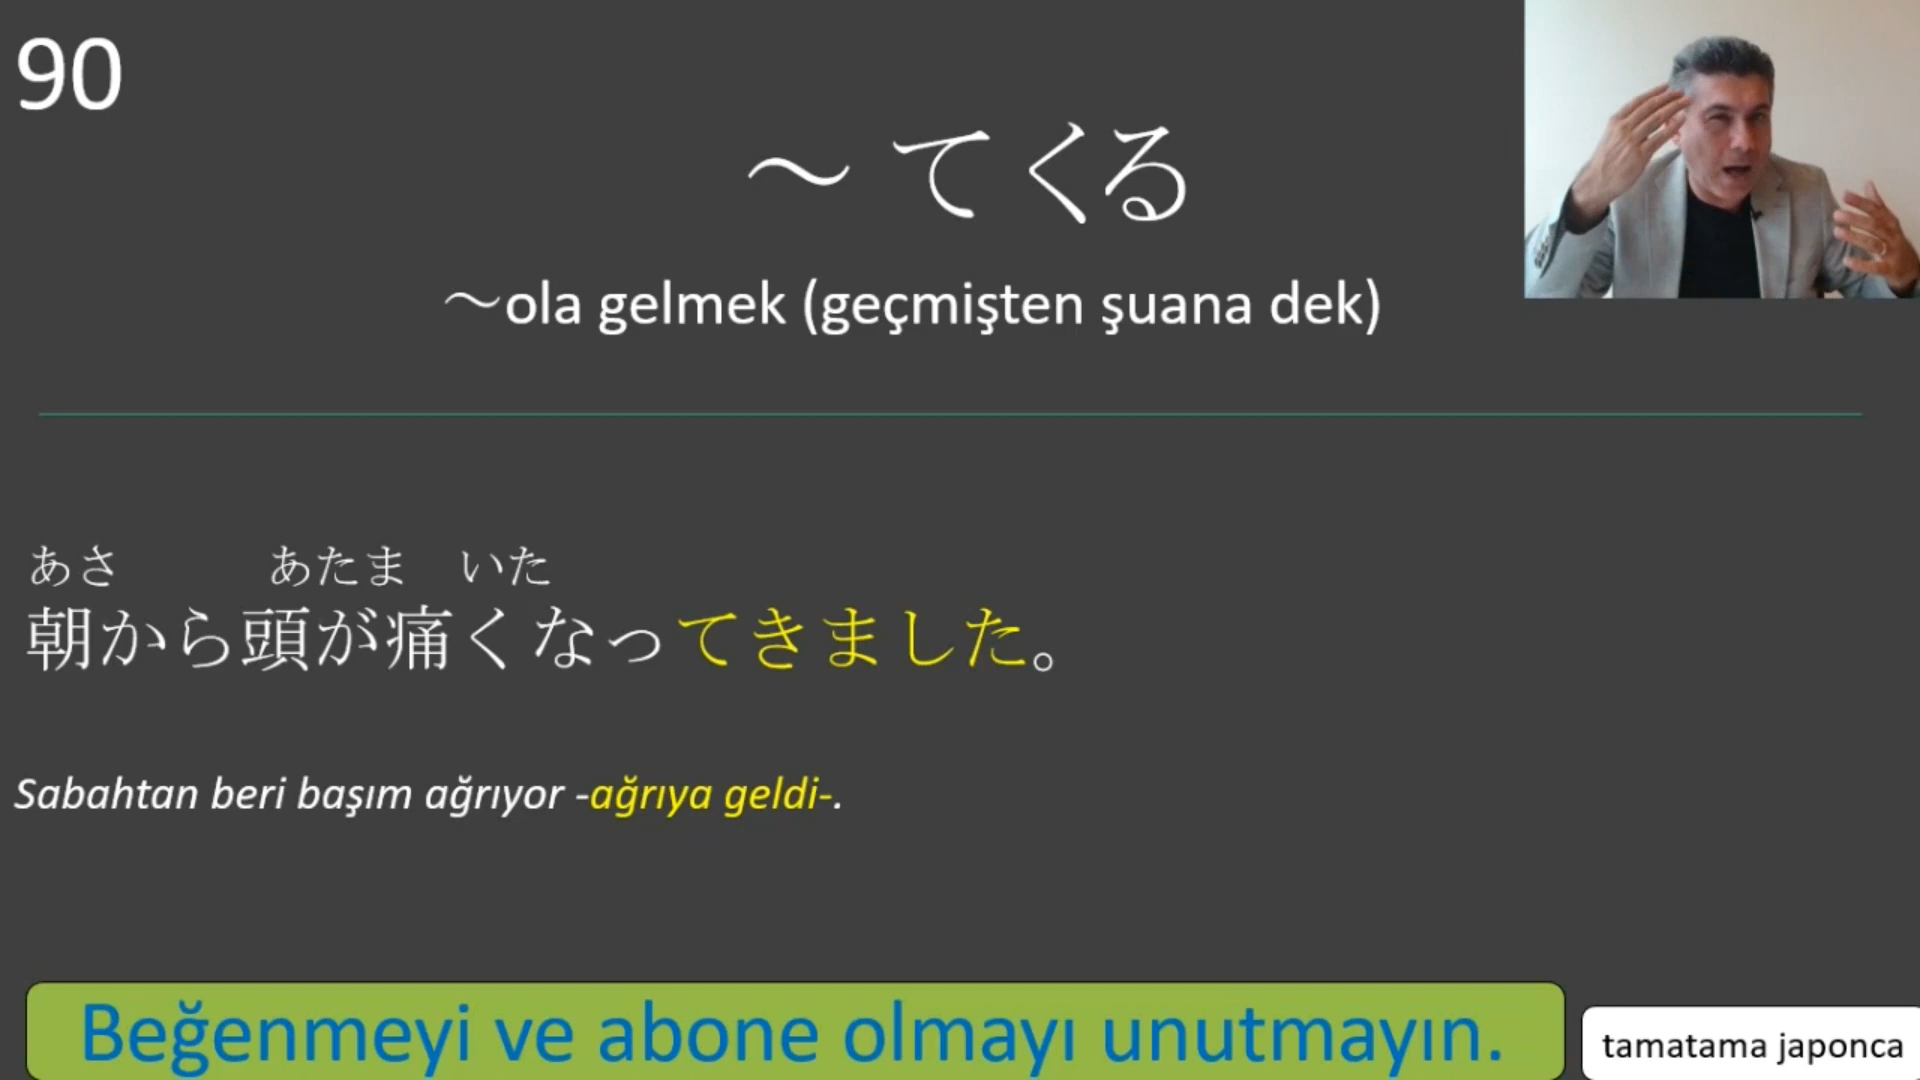 90
～てくる
～ola gelmek (geçmişten şuana dek)
あさ あたま いた
朝から頭が痛くなってきました。
Sabahtan beri başım ağrıyor -ağrıya geldi-.
Beğenmeyi ve abone olmayı unutmayın.
tamatama japonca